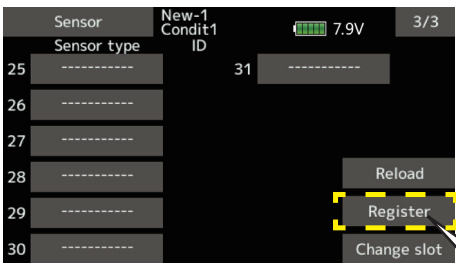 Sensor New-1 Condit1 7.9V 3/3
Sensor type ID
25 ----------- 31 -----------
26 -----------
27 -----------
28 ----------- Reload
29 ----------- Register
30 ----------- Change slot